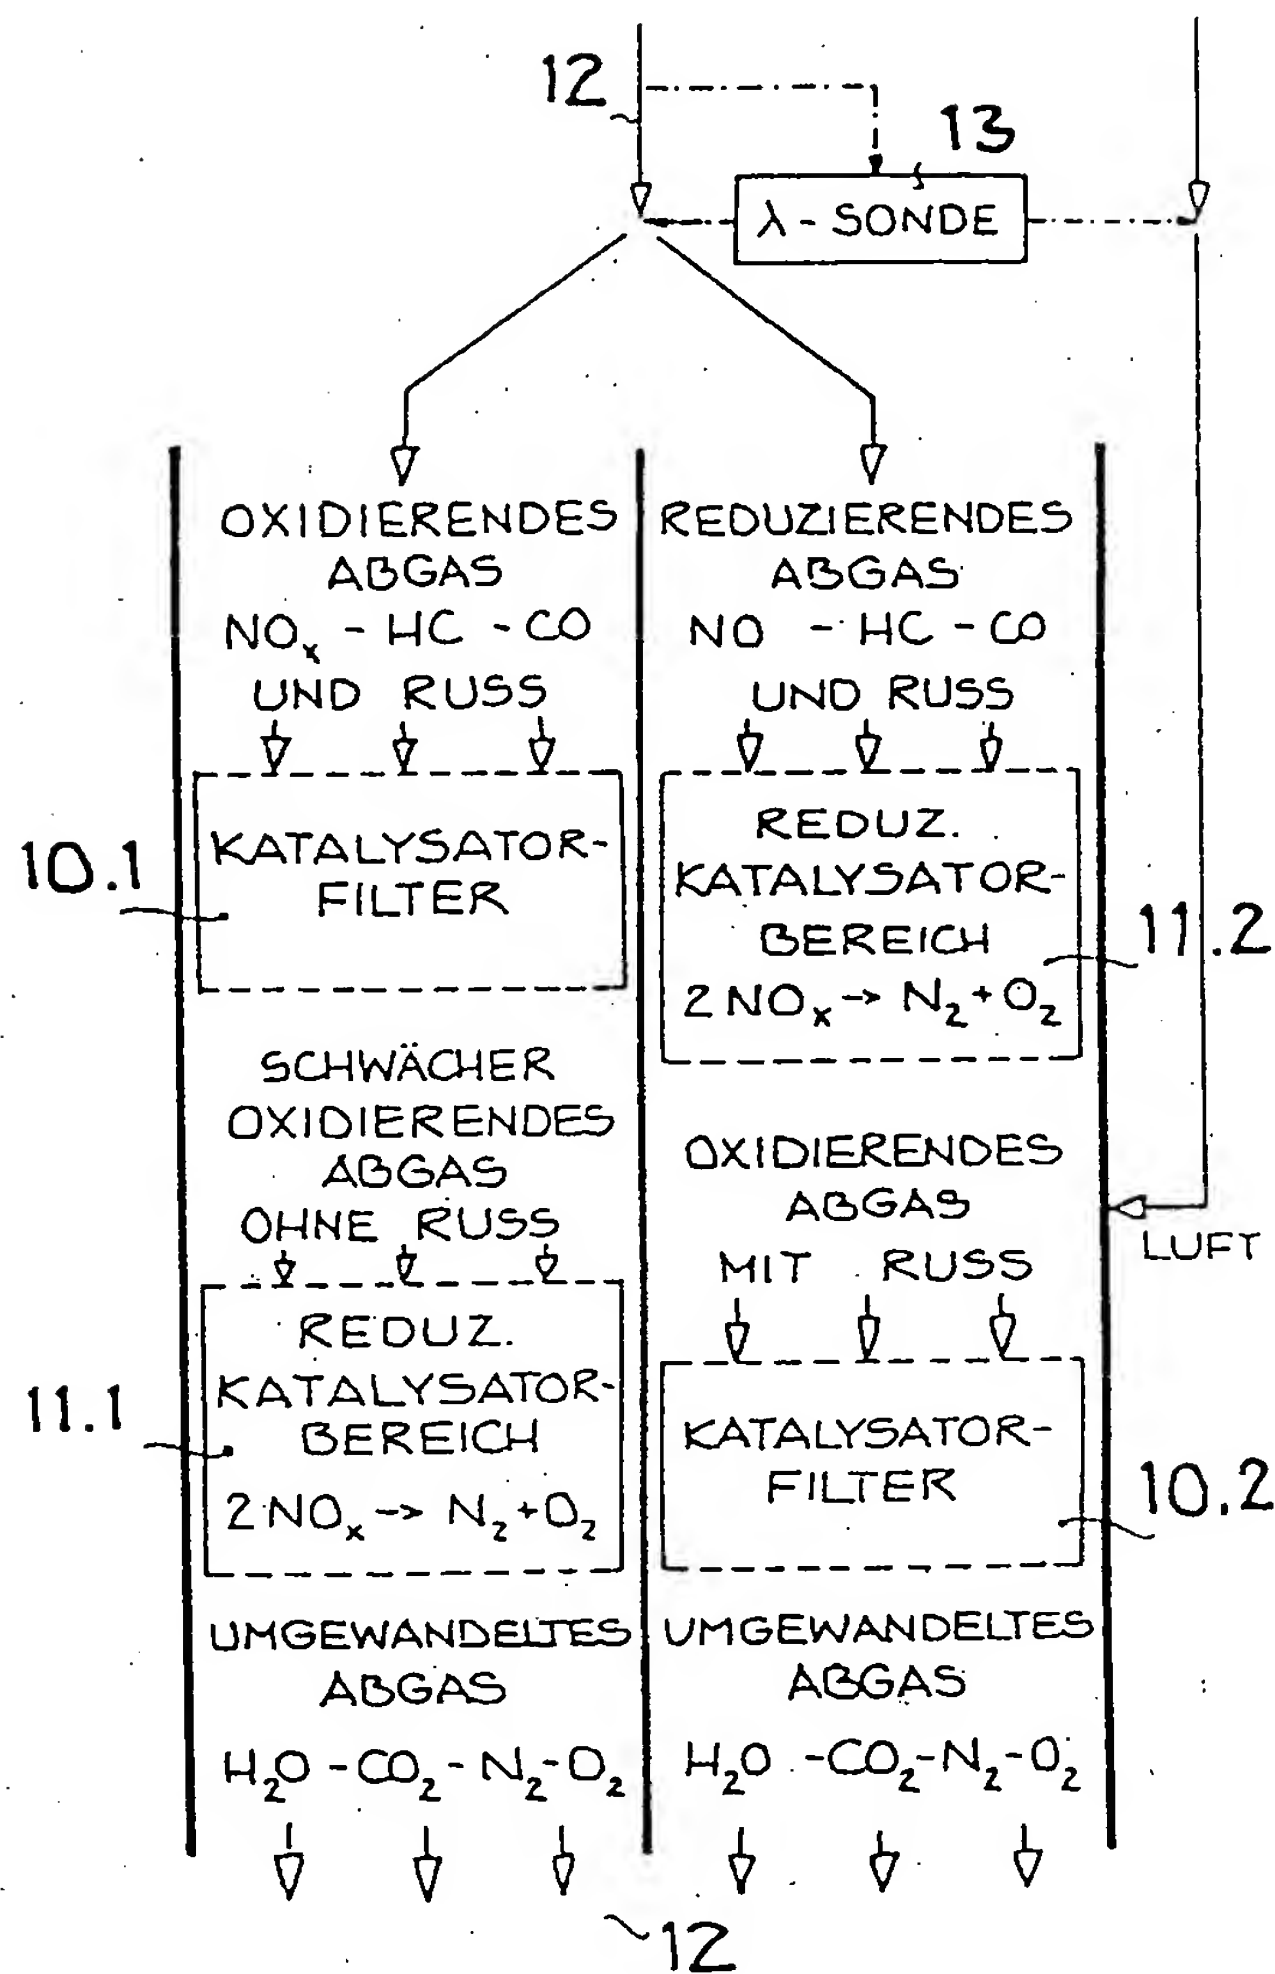 12
13
λ - SONDE
OXIDIERENDES
ABGAS
NOₓ - HC - CO
UND RUSS
10.1
KATALYSATOR-
FILTER
SCHWÄCHER
OXIDIERENDES
ABGAS
OHNE RUSS
11.1
REDUZ.
KATALYSATOR-
BEREICH
2 NOₓ → N₂ + O₂
UMGEWANDELTES
ABGAS
H₂O - CO₂ - N₂ - O₂
REDUZIERENDES
ABGAS
NO - HC - CO
UND RUSS
REDUZ.
KATALYSATOR-
BEREICH
2 NOₓ → N₂ + O₂
11.2
OXIDIERENDES
ABGAS
MIT RUSS
LUFT
KATALYSATOR-
FILTER
10.2
UMGEWANDELTES
ABGAS
H₂O - CO₂ - N₂ - O₂
12